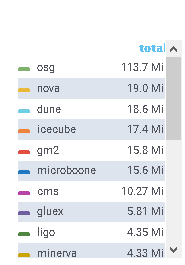 total
osg 113.7 Mi
nova 19.0 Mi
dune 18.6 Mi
icecube 17.4 Mi
gm2 15.8 Mi
microboone 15.6 Mi
cms 10.27 Mi
gluex 5.81 Mi
ligo 4.35 Mi
minerva 4.33 Mi